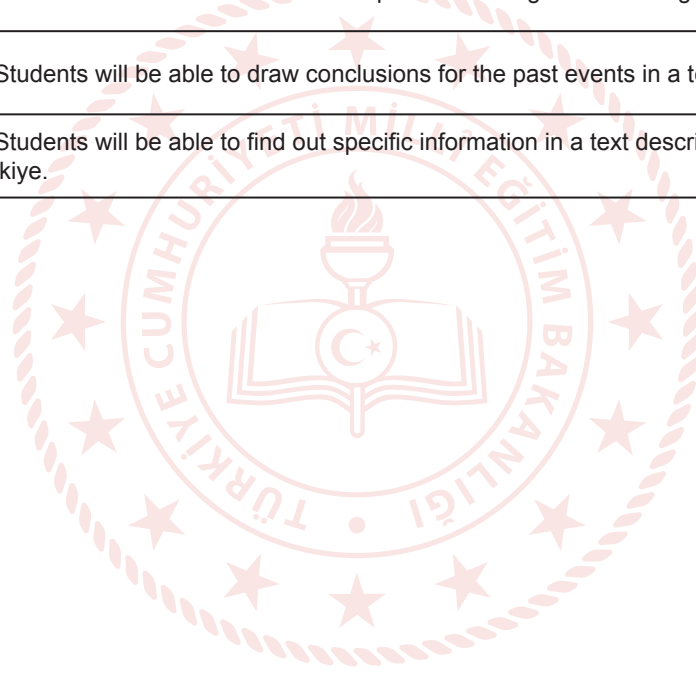 Students will be able to draw conclusions for the past events in a t
Students will be able to find out specific information in a text descri
kiye.
TÜRKİYE CUMHURİYETİ MİLLÎ EĞİTİM BAKANLIĞI